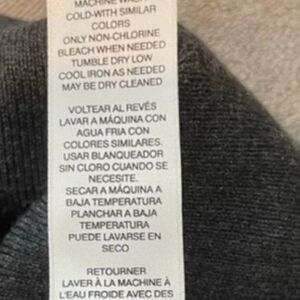 MACHINE WASH
COLD-WITH SIMILAR
COLORS
ONLY NON-CHLORINE
BLEACH WHEN NEEDED
TUMBLE DRY LOW
COOL IRON AS NEEDED
MAY BE DRY CLEANED
VOLTEAR AL REVÉS
LAVAR A MÁQUINA CON
AGUA FRIA CON
COLORES SIMILARES.
USAR BLANQUEADOR
SIN CLORO CUANDO SE
NECESITE.
SECAR A MÁQUINA A
BAJA TEMPERATURA
PLANCHAR A BAJA
TEMPERATURA
PUEDE LAVARSE EN
SECO
RETOURNER
LAVER À LA MACHINE À
L'EAU FROIDE AVEC DES